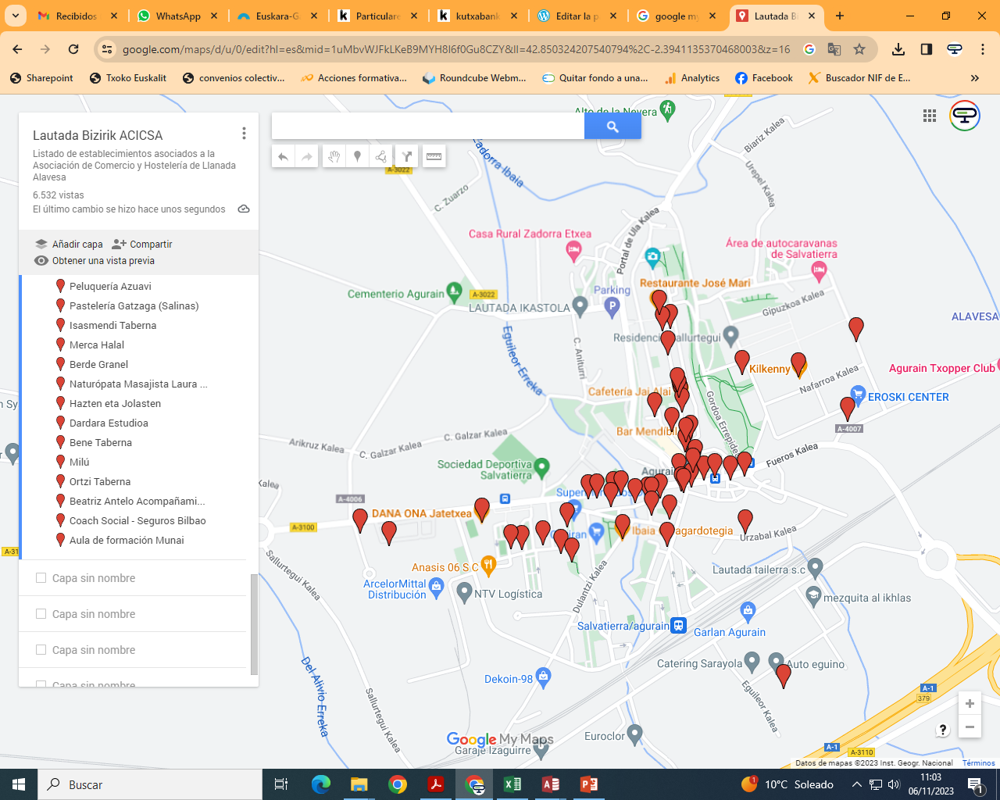 Recibidos
WhatsApp
Euskara-G
Particulare
kutxabank
Editar la p
google my
Lautada Bi
google.com/maps/d/u/0/edit?hl=es&mid=1uMbvWJFkLKeB9MYH8I6f0Gu8CZY&ll=42.850324207540794%2C-2.3941135370468003&z=16
Sharepoint
Txoko Euskalit
convenios colectiv...
Acciones formativa...
Roundcube Webm...
Quitar fondo a una...
Analytics
Facebook
Buscador NIF de E...
Lautada Bizirik ACICSA
Listado de establecimientos asociados a la
Asociación de Comercio y Hostelería de Llanada
Alavesa
6.532 vistas
El último cambio se hizo hace unos segundos
Añadir capa
Compartir
Obtener una vista previa
Peluquería Azuavi
Pastelería Gatzaga (Salinas)
Isasmendi Taberna
Merca Halal
Berde Granel
Naturópata Masajista Laura ...
Hazten eta Jolasten
Dardara Estudioa
Bene Taberna
Milú
Ortzi Taberna
Beatriz Antelo Acompañami...
Coach Social - Seguros Bilbao
Aula de formación Munai
Capa sin nombre
Capa sin nombre
Capa sin nombre
Capa sin nombre
Alto de la Nevera
Zadorra Ibaia
A-3022
C. Zuarzo
Biariz Kalea
Urepel Kalea
Portal de Ula Kalea
Casa Rural Zadorra Etxea
Área de autocaravanas
de Salvatierra
Restaurante José Mari
Cementerio Agurain
A-3022
Parking
LAUTADA IKASTOLA
Gipuzkoa Kalea
ALAVESA
Eguileor Erreka
C. Aniturri
Kilkenny
Agurain Txopper Club
Nafarroa Kalea
Cafetería Jai Alai
Gordoa Errepidea
EROSKI CENTER
A-4007
Arikruz Kalea
C. Galzar Kalea
C. Galzar Kalea
Fueros Kalea
Sociedad Deportiva
Salvatierra
A-4006
DANA ONA Jatetxea
A-3100
Urzabal Kalea
Sallurtegui Kalea
Anasis 06 S C
ArcelorMittal
Distribución
NTV Logística
Dulantzi Kalea
Lautada tailerra s.c
mezquita al ikhlas
Salvatierra/agurain
Garlan Agurain
Catering Sarayola
Auto eguino
Del Alivio Erreka
Sallurtegui Kalea
Dekoin-98
Eguileor Kalea
A-1
379
Google My Maps
Garaje Izaguirre
Euroclor
A-1
A-3110
Datos de mapas ©2023 Inst. Geogr. Nacional
Términos
Buscar
10°C Soleado
11:03
06/11/2023